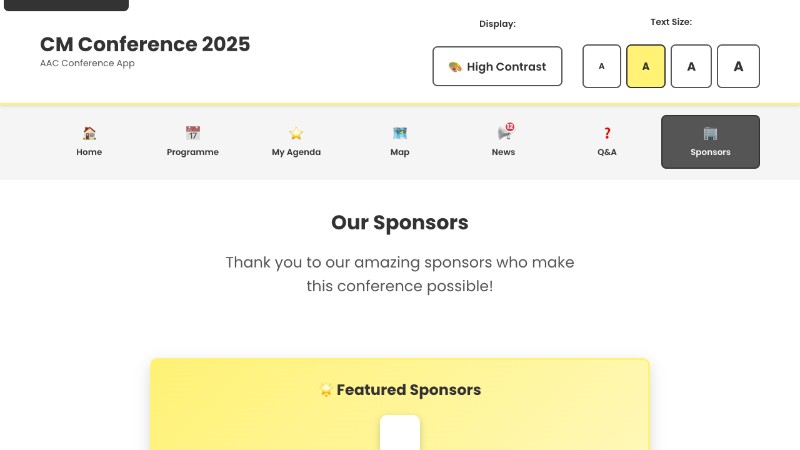 CM Conference 2025
AAC Conference App
Display:
High Contrast
Text Size:
A A A A
Home
Programme
My Agenda
Map
12
News
Q&A
Sponsors
Our Sponsors
Thank you to our amazing sponsors who make
this conference possible!
Featured Sponsors